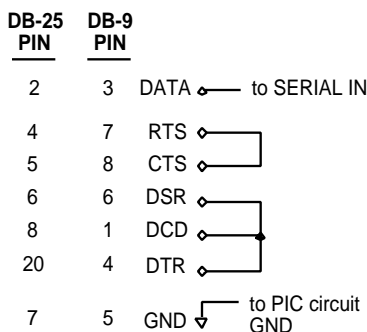 DB-25 DB-9
PIN PIN
2 3 DATA to SERIAL IN
4 7 RTS
5 8 CTS
6 6 DSR
8 1 DCD
20 4 DTR
7 5 GND to PIC circuit
GND